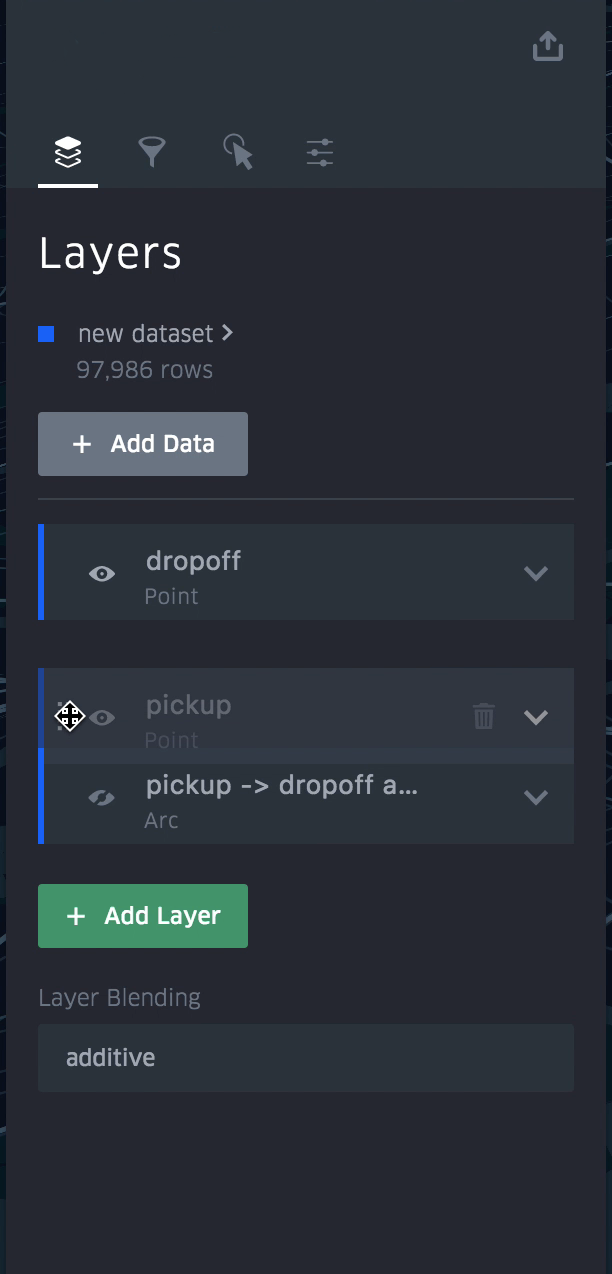 Layers
new dataset
97,986 rows
+ Add Data
dropoff
Point
pickup
Point
pickup -> dropoff a...
Arc
+ Add Layer
Layer Blending
additive